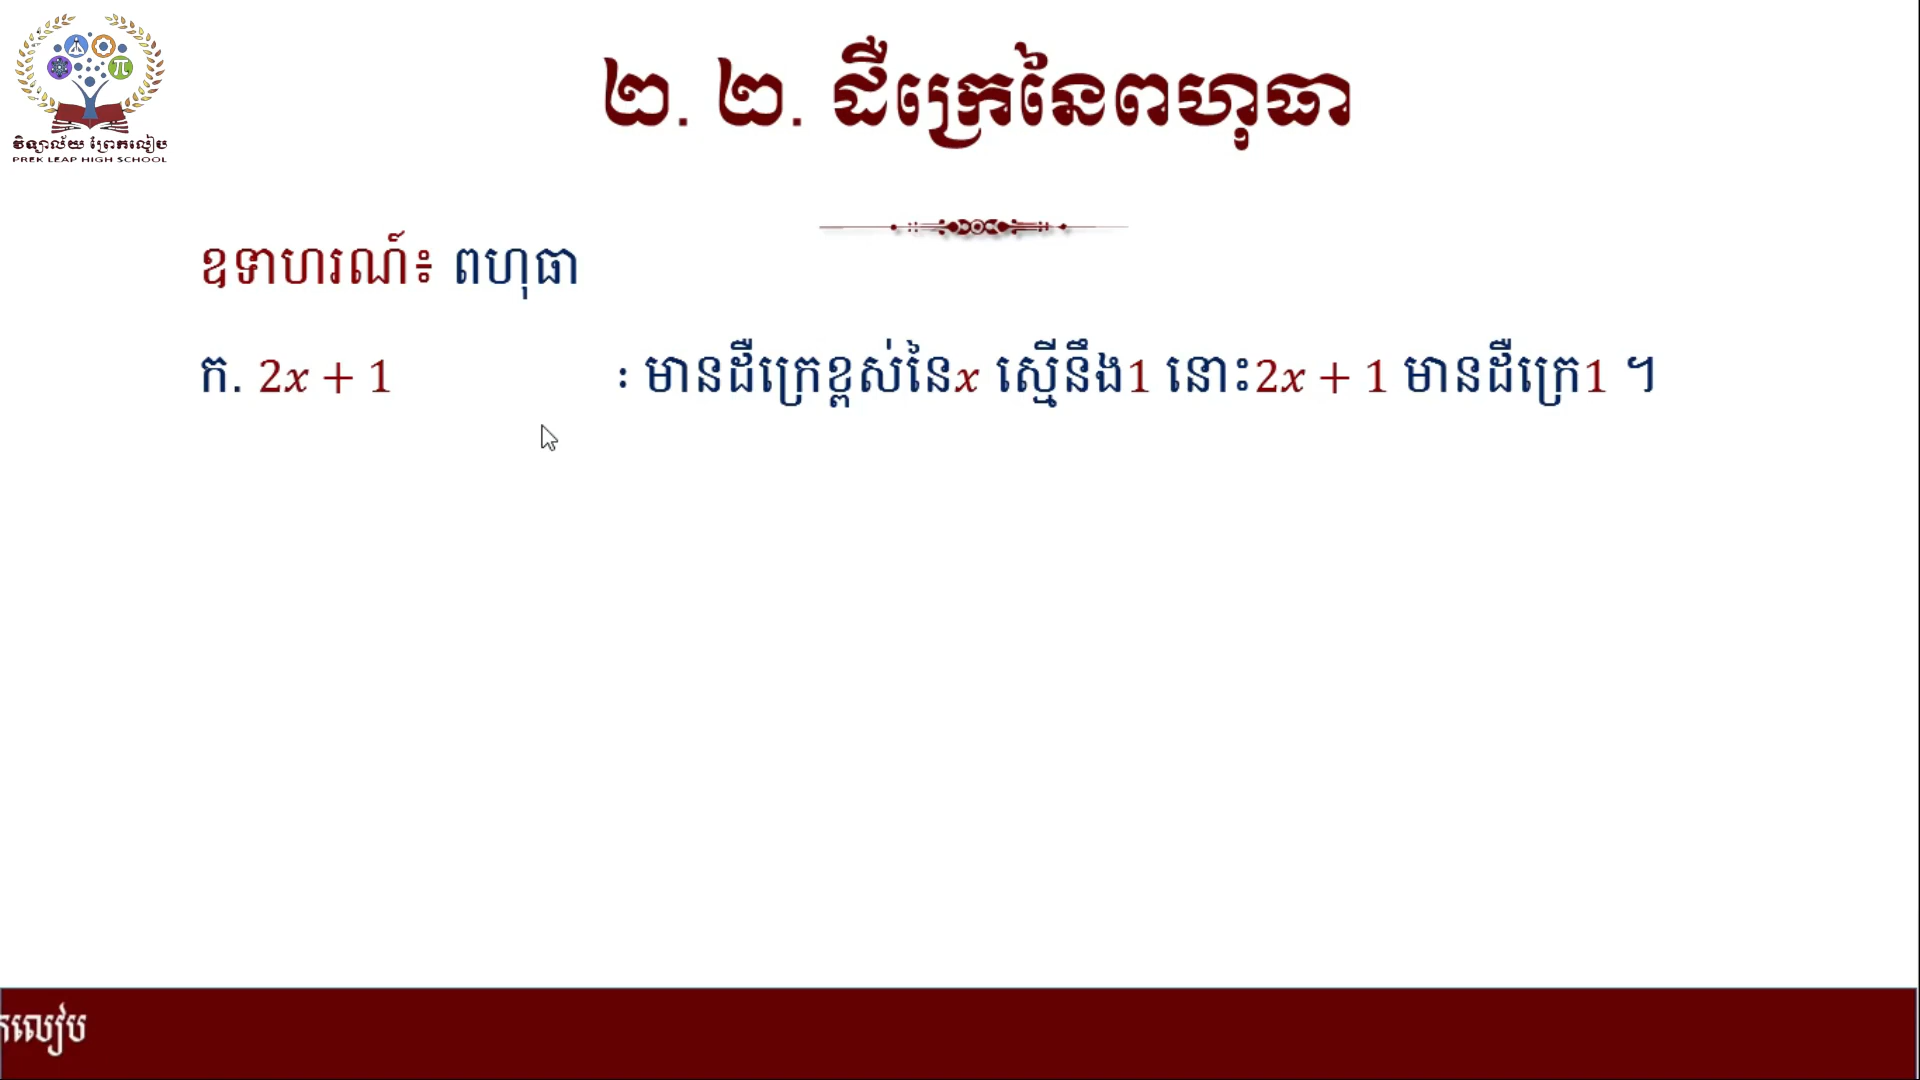 វិទ្យាល័យ ព្រែកលៀប
PREK LEAP HIGH SCHOOL
២. ២. ដឺក្រេនៃពហុធា
ឧទាហរណ៍៖ ពហុធា
ក. 2x + 1 : មានដឺក្រេខ្ពស់នៃx ស្មើនឹង1 នោះ2x + 1 មានដឺក្រេ1 ។
កលៀប